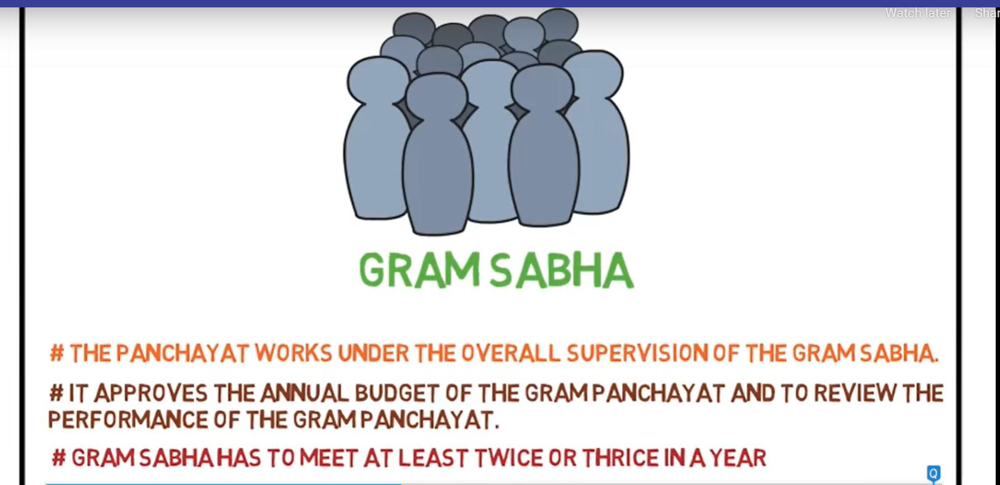 Watch later
GRAM SABHA
# THE PANCHAYAT WORKS UNDER THE OVERALL SUPERVISION OF THE GRAM SABHA.
# IT APPROVES THE ANNUAL BUDGET OF THE GRAM PANCHAYAT AND TO REVIEW THE
PERFORMANCE OF THE GRAM PANCHAYAT.
# GRAM SABHA HAS TO MEET AT LEAST TWICE OR THRICE IN A YEAR
Q